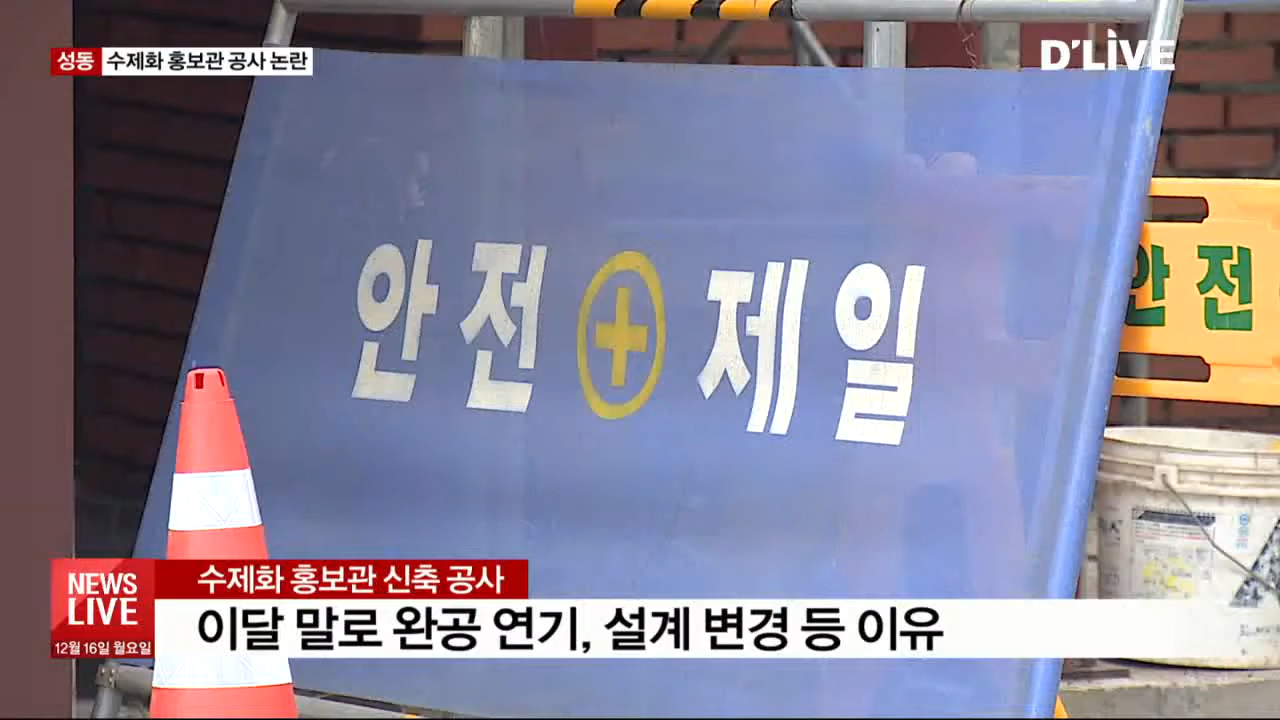 성동 수제화 홍보관 공사 논란
D'LIVE
안전 제일
안전
NEWS LIVE
12월 16일 월요일
수제화 홍보관 신축 공사
이달 말로 완공 연기, 설계 변경 등 이유